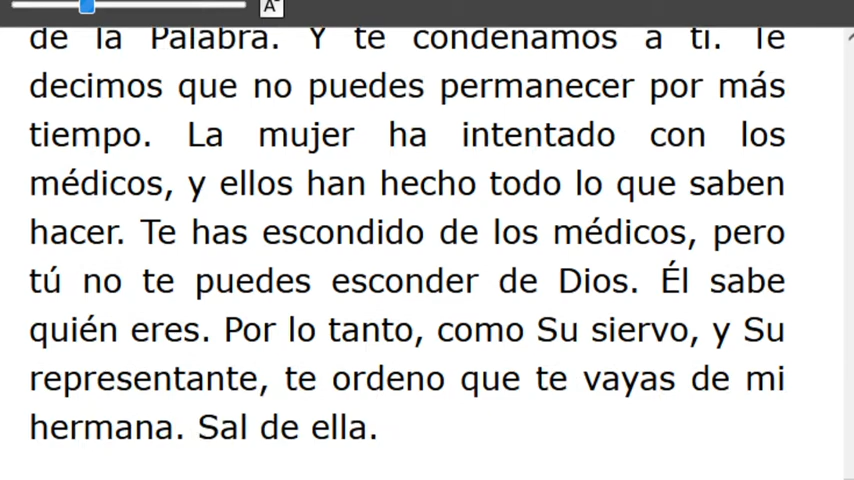 A
de la Palabra. Y te condenamos a ti. Te
decimos que no puedes permanecer por más
tiempo. La mujer ha intentado con los
médicos, y ellos han hecho todo lo que saben
hacer. Te has escondido de los médicos, pero
tú no te puedes esconder de Dios. Él sabe
quién eres. Por lo tanto, como Su siervo, y Su
representante, te ordeno que te vayas de mi
hermana. Sal de ella.